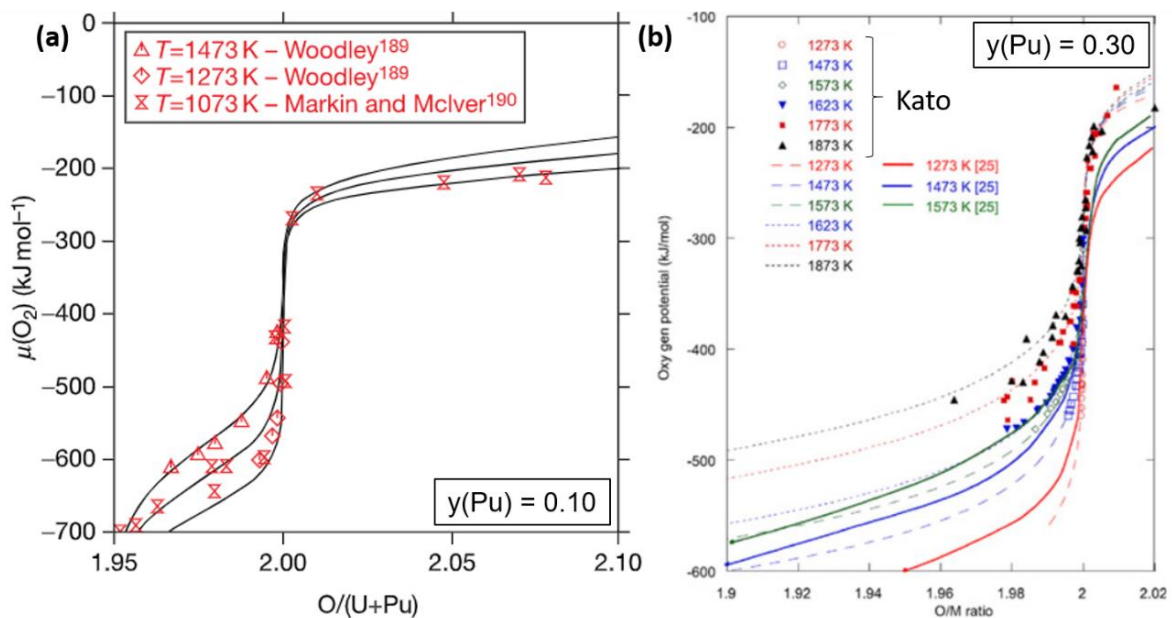 (a)
T=1473 K – Woodley189
T=1273 K – Woodley189
T=1073 K – Markin and McIver190
0
–100
–200
–300
–400
–500
–600
–700
μ(O2) (kJ mol–1)
1.95
2.00
2.05
2.10
O/(U+Pu)
y(Pu) = 0.10
(b)
y(Pu) = 0.30
1273 K
1473 K
1573 K
1623 K
1773 K
1873 K
Kato
1273 K
1473 K
1573 K
1623 K
1773 K
1873 K
1273 K [25]
1473 K [25]
1573 K [25]
-100
-200
-300
-400
-500
-600
Oxy gen potential (kJ/mol)
1.9
1.92
1.94
1.96
1.98
2
2.02
O/M ratio